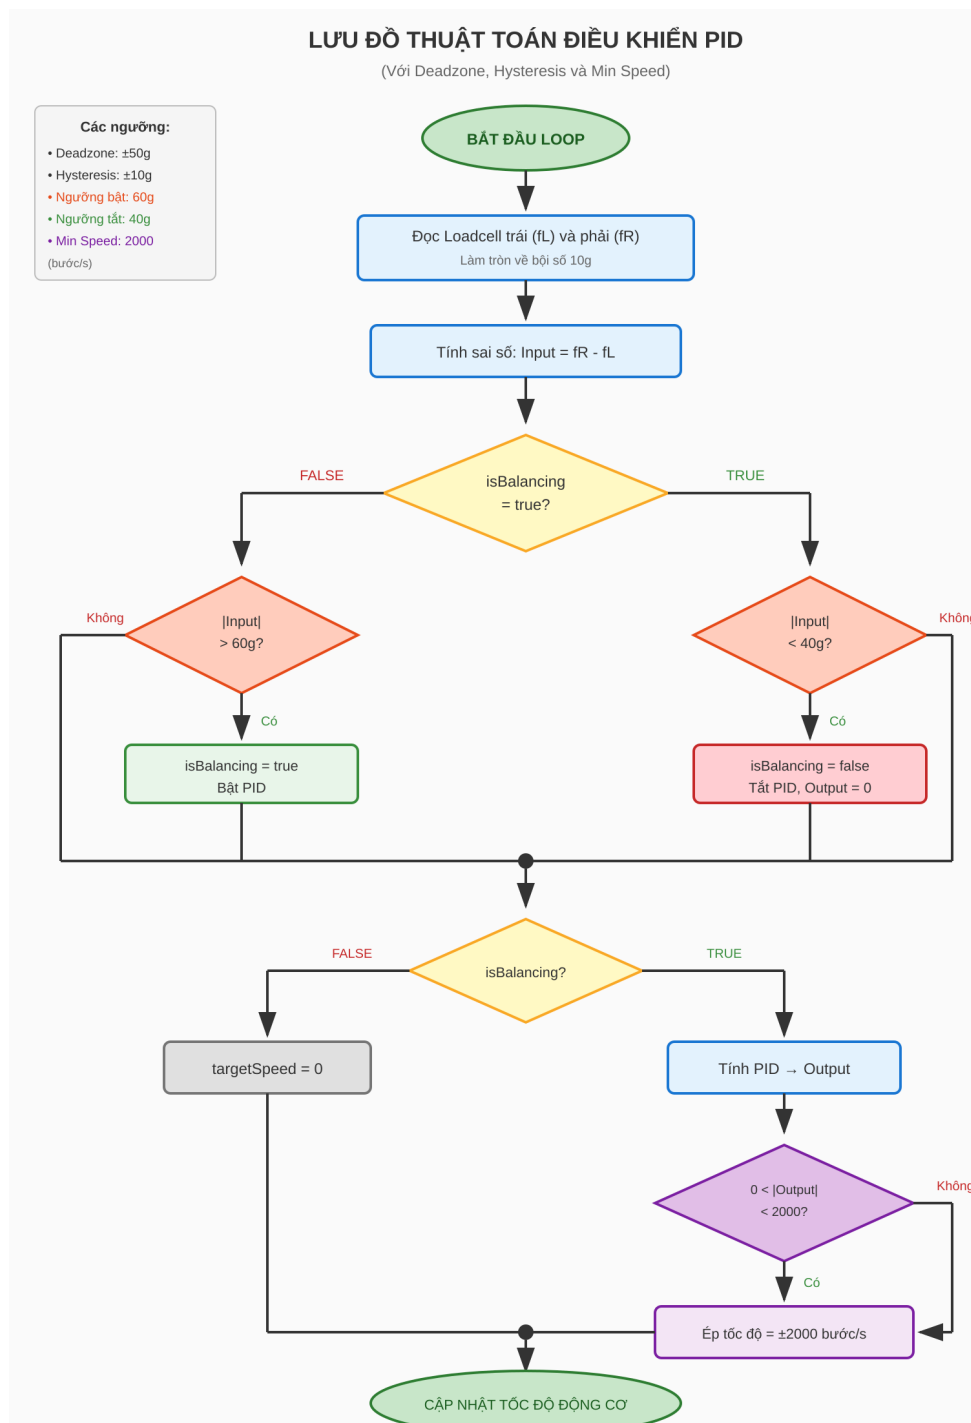 LƯU ĐỒ THUẬT TOÁN ĐIỀU KHIỂN PID
(Với Deadzone, Hysteresis và Min Speed)
Các ngưỡng:
• Deadzone: ±50g
• Hysteresis: ±10g
• Ngưỡng bật: 60g
• Ngưỡng tắt: 40g
• Min Speed: 2000
(bước/s)
BẮT ĐẦU LOOP
Đọc Loadcell trái (fL) và phải (fR)
Làm tròn về bội số 10g
Tính sai số: Input = fR - fL
FALSE
isBalancing
= true?
TRUE
Không
|Input|
> 60g?
Có
isBalancing = true
Bật PID
|Input|
< 40g?
Không
Có
isBalancing = false
Tắt PID, Output = 0
FALSE
isBalancing?
TRUE
targetSpeed = 0
Tính PID → Output
0 < |Output|
< 2000?
Không
Có
Ép tốc độ = ±2000 bước/s
CẬP NHẬT TỐC ĐỘ ĐỘNG CƠ